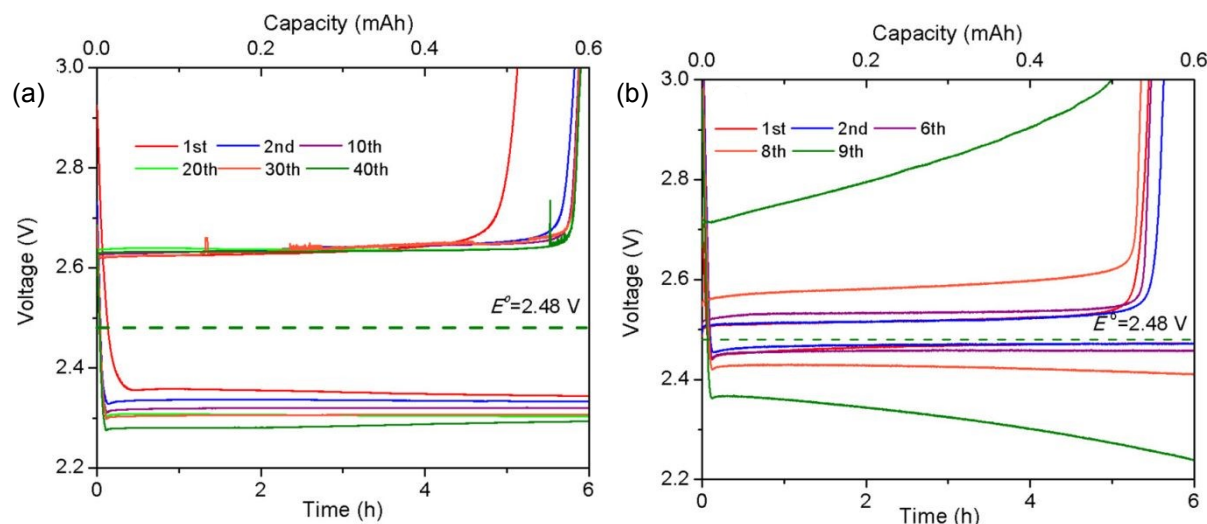 (a)
Capacity (mAh)
0.0 0.2 0.4 0.6
3.0
2.8
2.6
2.4
2.2
Voltage (V)
1st 2nd 10th
20th 30th 40th
E°=2.48 V
0 2 4 6
Time (h)
(b)
Capacity (mAh)
0.0 0.2 0.4 0.6
3.0
2.8
2.6
2.4
2.2
Voltage (V)
1st 2nd 6th
8th 9th
E°=2.48 V
0 2 4 6
Time (h)